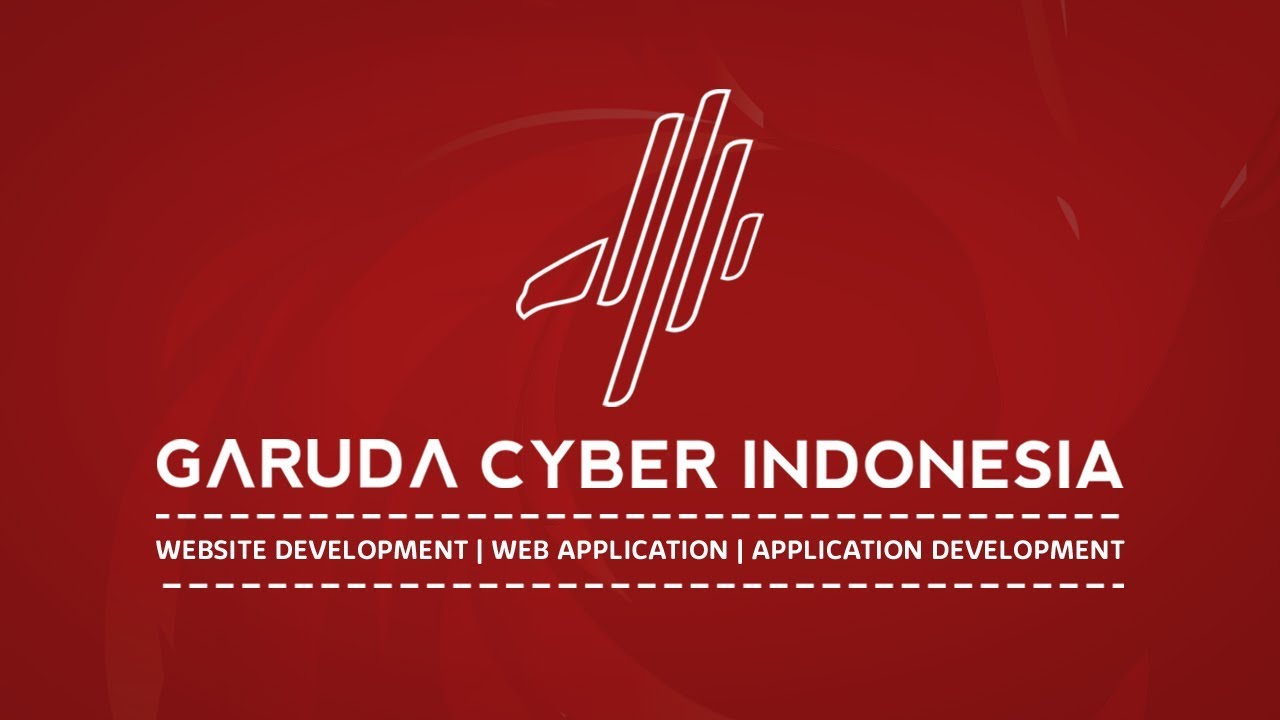 GARUDA CYBER INDONESIA
WEBSITE DEVELOPMENT | WEB APPLICATION | APPLICATION DEVELOPMENT